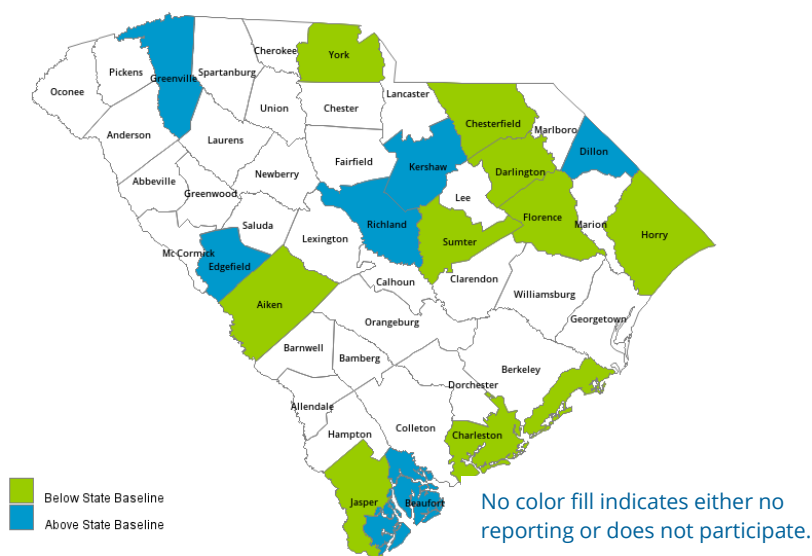 Cherokee
York
Pickens
Greenville
Spartanburg
Oconee
Lancaster
Union
Chester
Chesterfield
Anderson
Marlboro
Laurens
Dillon
Fairfield
Kershaw
Darlington
Newberry
Abbeville
Greenwood
Lee
Florence
Saluda
Richland
Marion
Horry
Lexington
Sumter
Mc Cormick
Edgefield
Clarendon
Calhoun
Williamsburg
Aiken
Georgetown
Orangeburg
Barnwell
Bamberg
Berkeley
Dorchester
Allendale
Colleton
Hampton
Charleston
Jasper
Beaufort
Below State Baseline
Above State Baseline
No color fill indicates either no
reporting or does not participate.